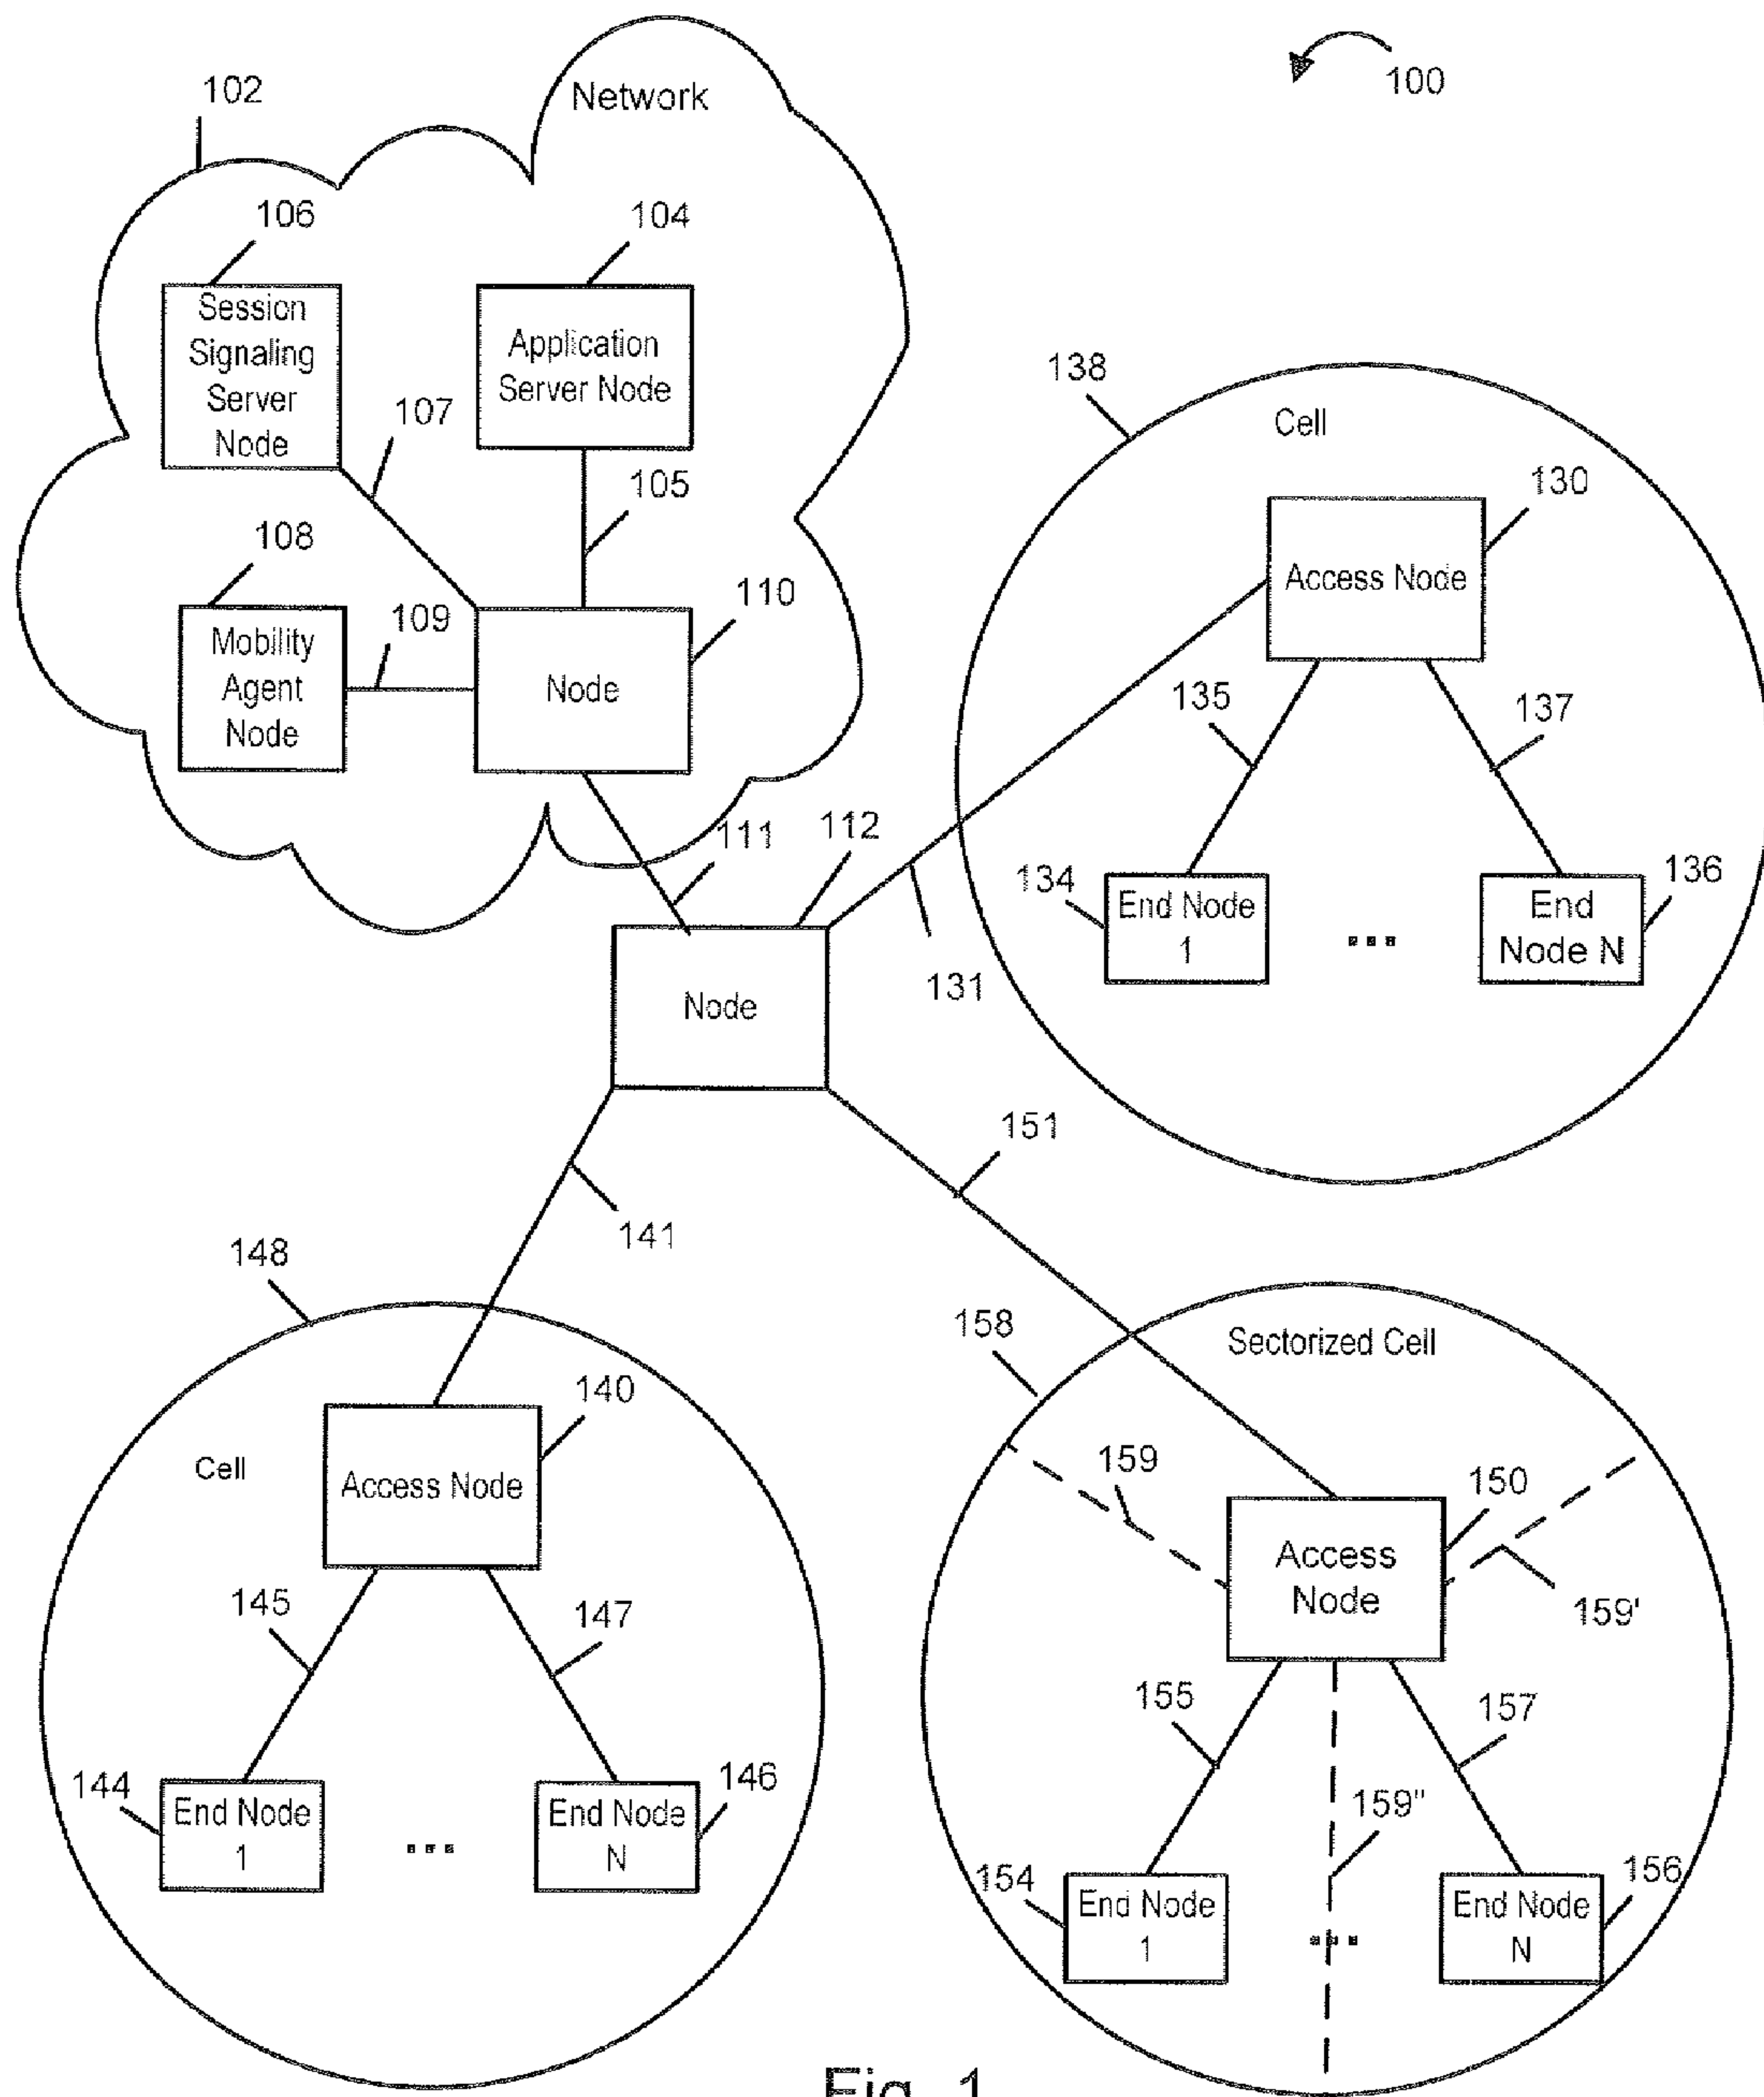 100
102
Network
106
104
Session
Signaling
Server
Node
Application
Server Node
107
105
108
109
110
Mobility
Agent
Node
Node
111
112
Node
138
Cell
130
Access Node
135
137
134
End Node
1
...
End
Node N
136
131
151
141
148
Cell
140
Access Node
145
147
144
End Node
1
...
End Node
N
146
158
Sectorized Cell
159
150
Access
Node
159'
155
157
159"
154
End Node
1
...
End Node
N
156
Fig. 1